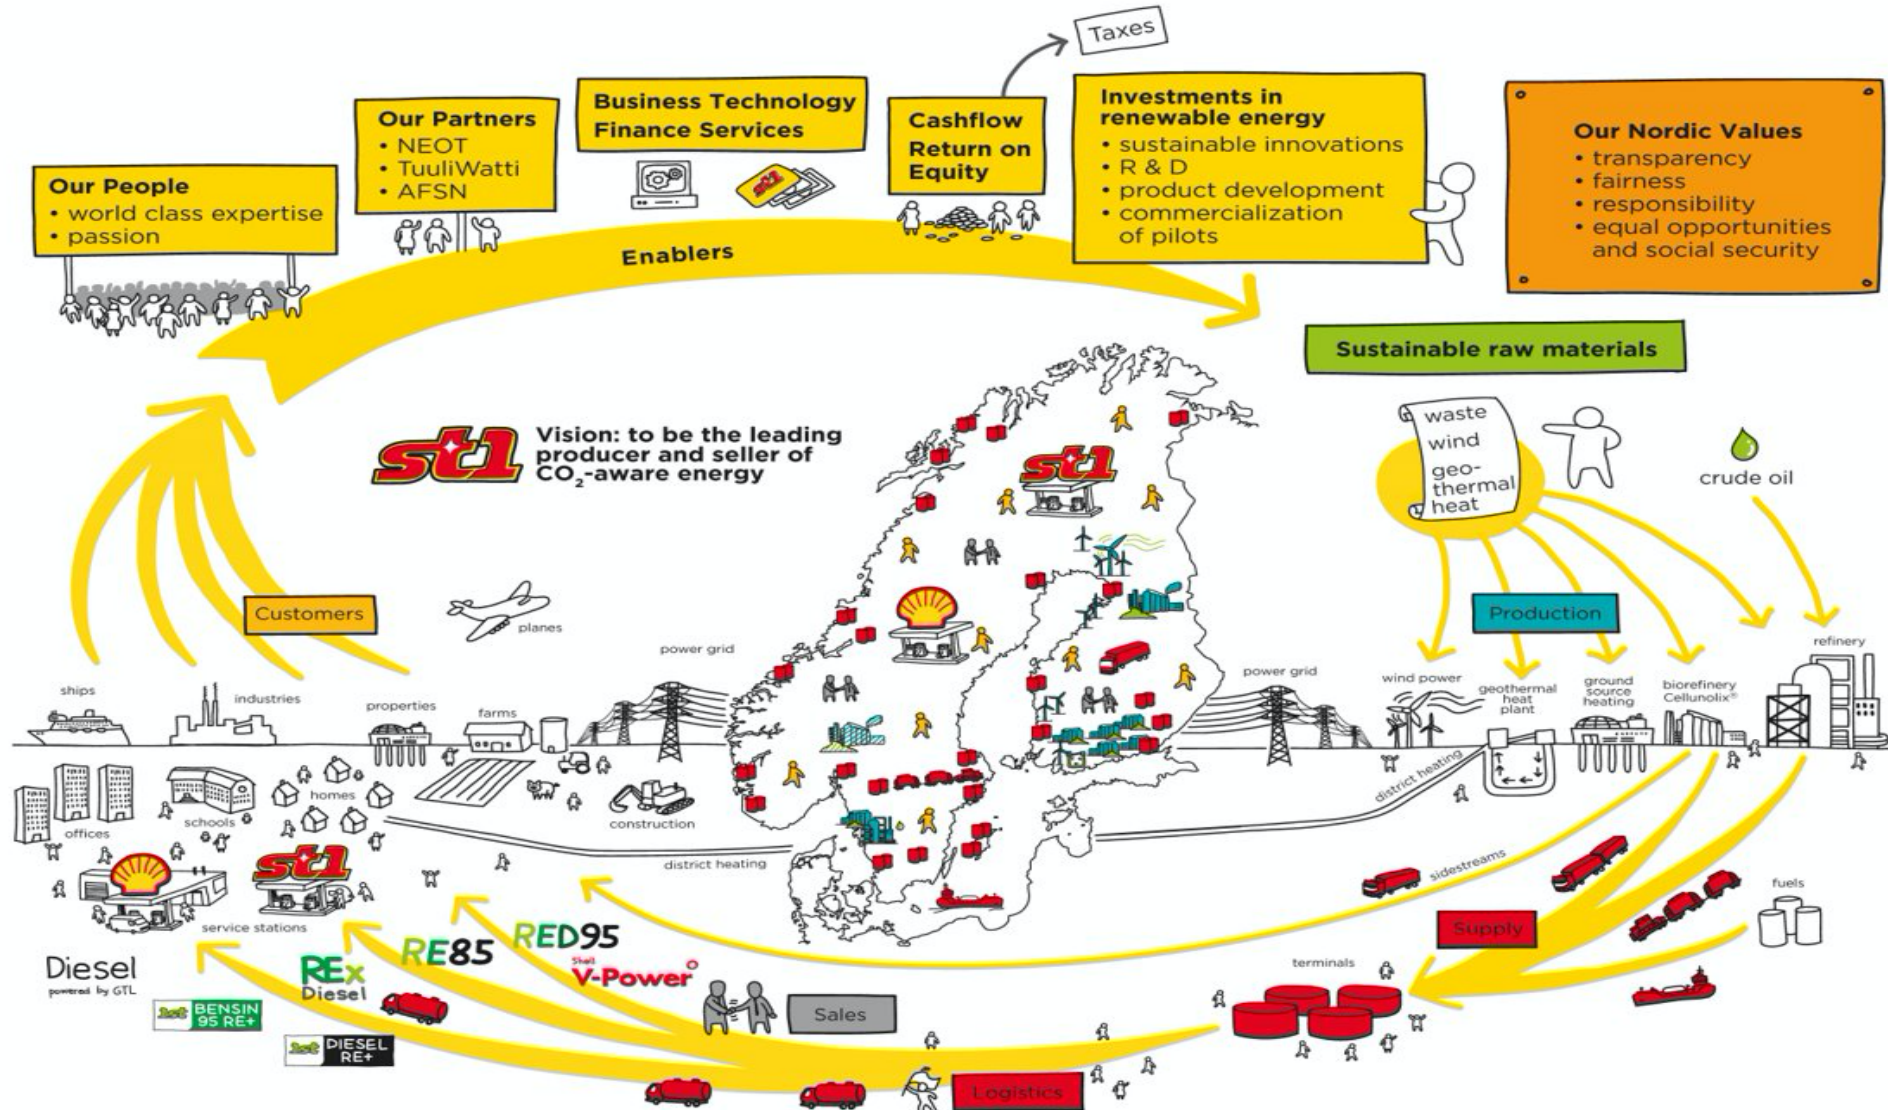 Taxes
Our People
• world class expertise
• passion
Our Partners
• NEOT
• TuuliWatti
• AFSN
Business Technology
Finance Services
st1
Cashflow
Return on
Equity
Investments in
renewable energy
• sustainable innovations
• R & D
• product development
• commercialization
of pilots
Our Nordic Values
• transparency
• fairness
• responsibility
• equal opportunities
and social security
Enablers
Sustainable raw materials
st1
Vision: to be the leading
producer and seller of
CO₂-aware energy
st1
waste
wind
geo-
thermal
heat
crude oil
Customers
planes
Production
power grid
power grid
refinery
ships
industries
properties
farms
wind power
geothermal
heat
plant
ground
source
heating
biorefinery
Cellunolix®
homes
offices
schools
construction
district heating
district heating
st1
service stations
sidestreams
Supply
fuels
terminals
Diesel
powered by GTL
1st BENSIN
95 RE+
1st DIESEL
RE+
REx
Diesel
RE85
RED95
Shell
V-Power
Sales
Logistics